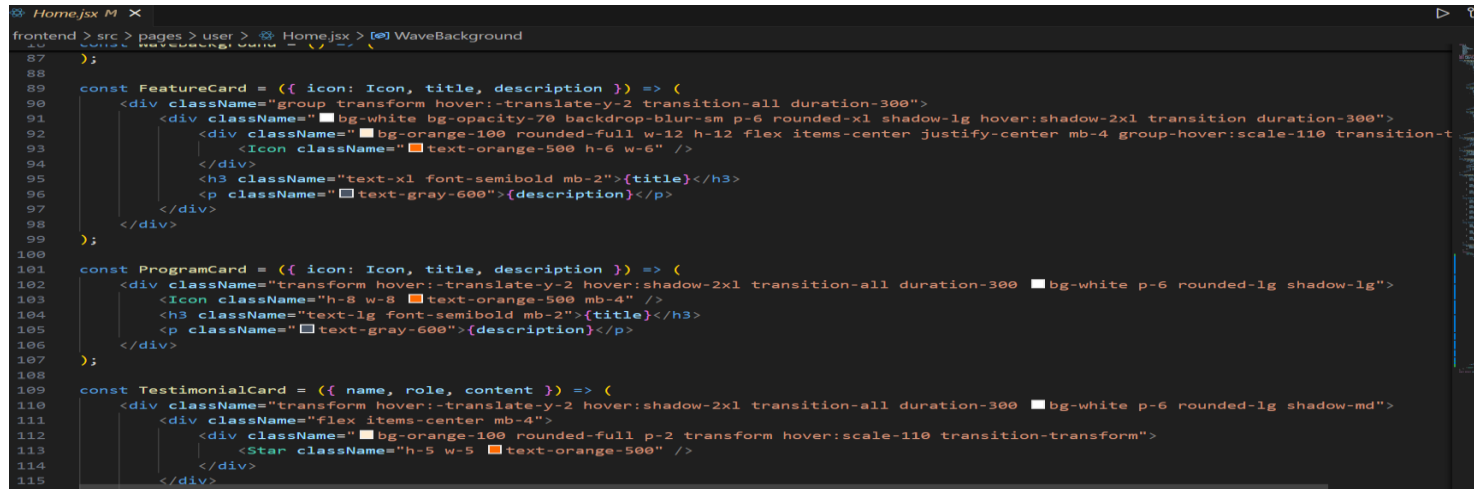 Home.jsx M ×
frontend > src > pages > user > Home.jsx > WaveBackground
const WaveBackground = () => (
87 );
88
89 const FeatureCard = ({ icon: Icon, title, description }) => (
90 <div className="group transform hover:-translate-y-2 transition-all duration-300">
91 <div className="bg-white bg-opacity-70 backdrop-blur-sm p-6 rounded-xl shadow-lg hover:shadow-2xl transition duration-300">
92 <div className="bg-orange-100 rounded-full w-12 h-12 flex items-center justify-center mb-4 group-hover:scale-110 transition-t
93 <Icon className="text-orange-500 h-6 w-6" />
94 </div>
95 <h3 className="text-xl font-semibold mb-2">{title}</h3>
96 <p className="text-gray-600">{description}</p>
97 </div>
98 </div>
99 );
100
101 const ProgramCard = ({ icon: Icon, title, description }) => (
102 <div className="transform hover:-translate-y-2 hover:shadow-2xl transition-all duration-300 bg-white p-6 rounded-lg shadow-lg">
103 <Icon className="h-8 w-8 text-orange-500 mb-4" />
104 <h3 className="text-lg font-semibold mb-2">{title}</h3>
105 <p className="text-gray-600">{description}</p>
106 </div>
107 );
108
109 const TestimonialCard = ({ name, role, content }) => (
110 <div className="transform hover:-translate-y-2 hover:shadow-2xl transition-all duration-300 bg-white p-6 rounded-lg shadow-md">
111 <div className="flex items-center mb-4">
112 <div className="bg-orange-100 rounded-full p-2 transform hover:scale-110 transition-transform">
113 <Star className="h-5 w-5 text-orange-500" />
114 </div>
115 </div>